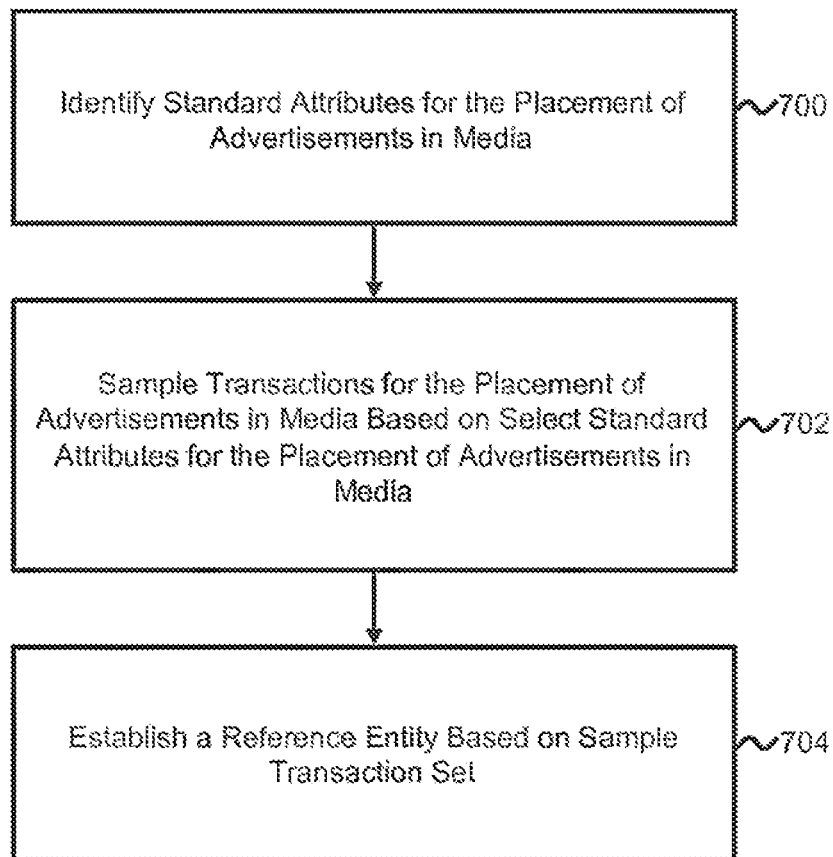 Identify Standard Attributes for the Placement of
Advertisements in Media
700
Sample Transactions for the Placement of
Advertisements in Media Based on Select Standard
Attributes for the Placement of Advertisements in
Media
702
Establish a Reference Entity Based on Sample
Transaction Set
704